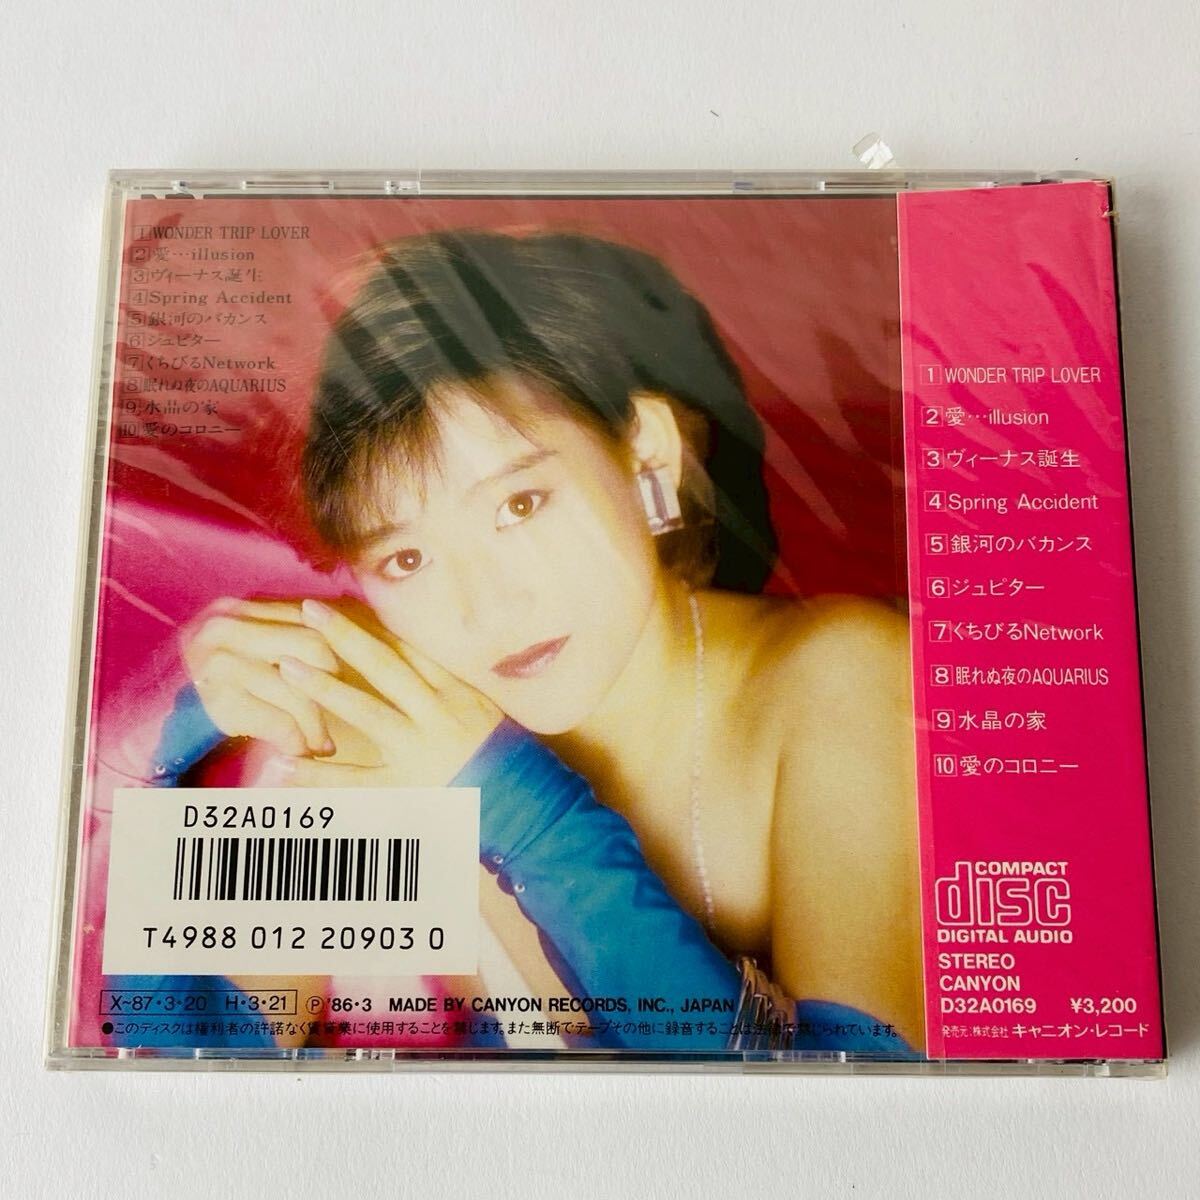 1 WONDER TRIP LOVER
2 愛…illusion
3 ヴィーナス誕生
4 Spring Accident
5 銀河のバカンス
6 ジュピター
7 くちびるNetwork
8 眠れぬ夜のAQUARIUS
9 水晶の家
10 愛のコロニー
D32A0169
T4988 012 20903 0
X~87・3・20 H・3・21 Ⓟ'86・3 MADE BY CANYON RECORDS, INC., JAPAN
●このディスクは権利者の許諾なく賃貸業に使用することを禁じます。また無断でテープその他に録音することは法律で禁じられています。
1 WONDER TRIP LOVER
2 愛…illusion
3 ヴィーナス誕生
4 Spring Accident
5 銀河のバカンス
6 ジュピター
7 くちびるNetwork
8 眠れぬ夜のAQUARIUS
9 水晶の家
10 愛のコロニー
COMPACT
disc
DIGITAL AUDIO
STEREO
CANYON
D32A0169 ¥3,200
発売元:株式会社 キャニオン・レコード